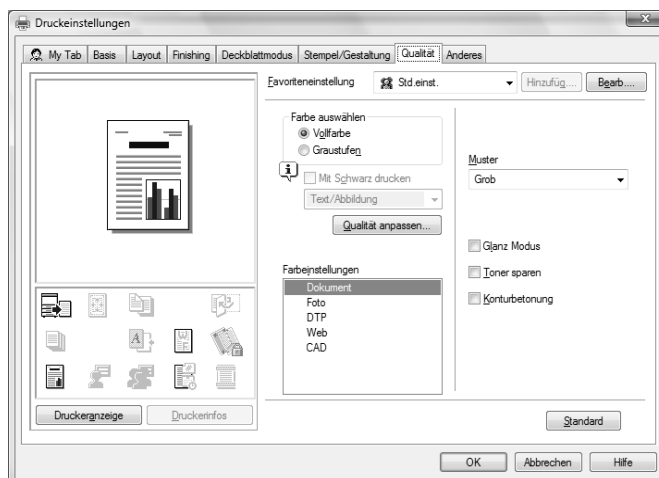 Druckeinstellungen
My Tab Basis Layout Finishing Deckblattmodus Stempel/Gestaltung Qualität Anderes
Favoriteneinstellung Std.einst. Hinzufüg.... Bearb....
Farbe auswählen
Vollfarbe
Graustufen
Mit Schwarz drucken
Text/Abbildung
Qualität anpassen...
Muster
Grob
Glanz Modus
Toner sparen
Konturbetonung
Farbeinstellungen
Dokument
Foto
DTP
Web
CAD
Druckeranzeige Druckerinfos
Standard
OK Abbrechen Hilfe